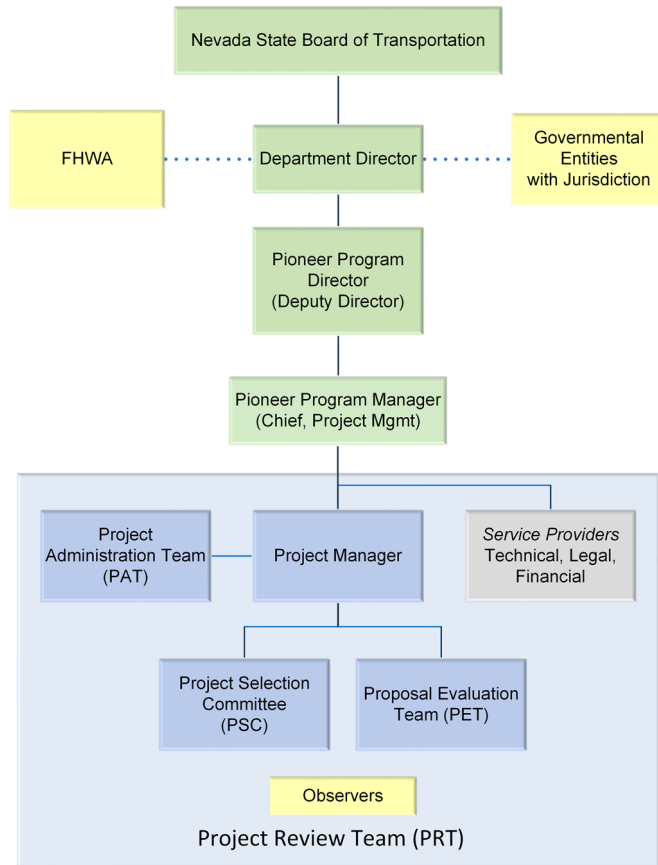 Nevada State Board of Transportation
FHWA
Department Director
Governmental
Entities
with Jurisdiction
Pioneer Program
Director
(Deputy Director)
Pioneer Program Manager
(Chief, Project Mgmt)
Project
Administration Team
(PAT)
Project Manager
Service Providers
Technical, Legal,
Financial
Project Selection
Committee
(PSC)
Proposal Evaluation
Team (PET)
Observers
Project Review Team (PRT)